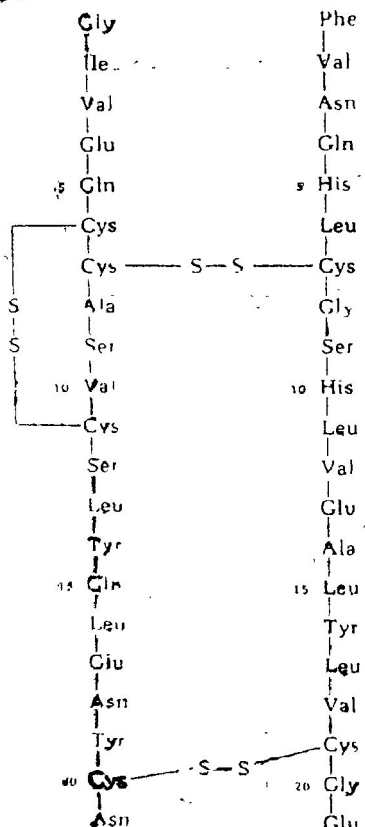 Gly Phe
Ile Val
Val Asn
Glu Gln
5 Gln 5 His
Cys Leu
Cys — S — S — Cys
S Ala Gly
S Ser Ser
10 Val 10 His
Cys Leu
Ser Val
Leu Glu
Tyr Ala
15 Gln 15 Leu
Leu Tyr
Glu Leu
Asn Val
Tyr Cys
20 Cys — S — S — 20 Gly
Asn Glu